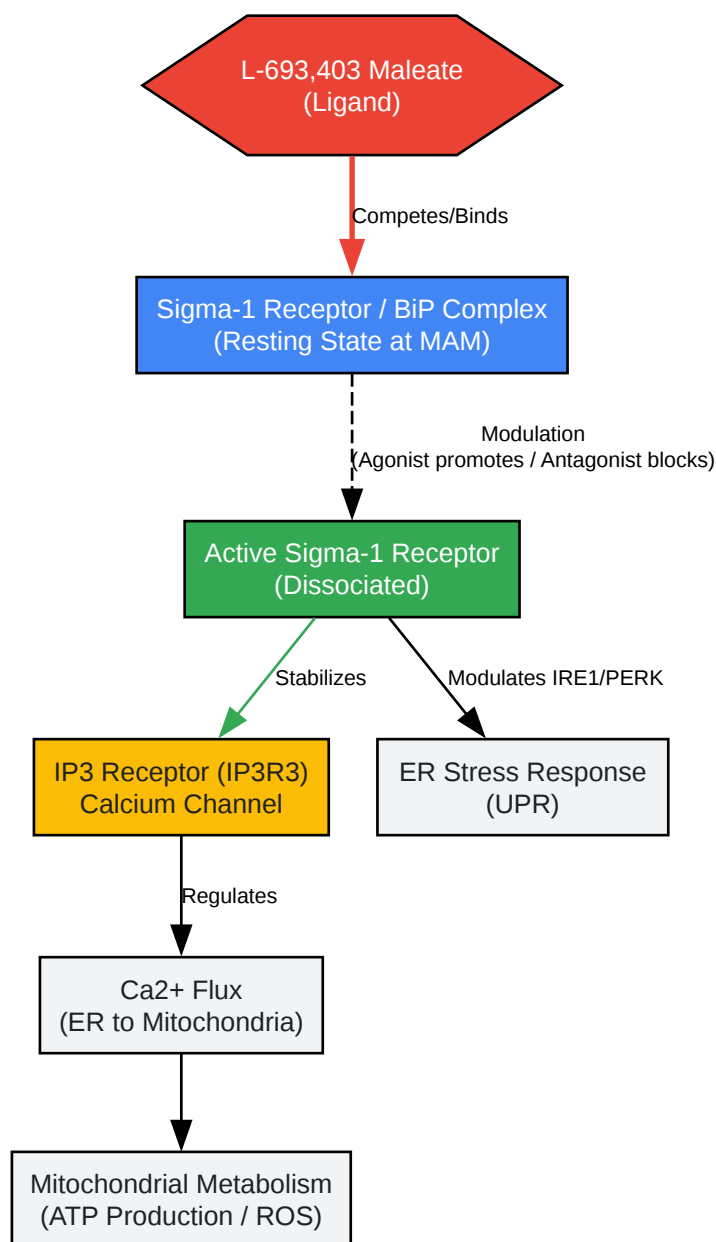 L-693,403 Maleate
(Ligand)
Competes/Binds
Sigma-1 Receptor / BiP Complex
(Resting State at MAM)
Modulation
(Agonist promotes / Antagonist blocks)
Active Sigma-1 Receptor
(Dissociated)
Stabilizes
Modulates IRE1/PERK
IP3 Receptor (IP3R3)
Calcium Channel
ER Stress Response
(UPR)
Regulates
Ca2+ Flux
(ER to Mitochondria)
Mitochondrial Metabolism
(ATP Production / ROS)